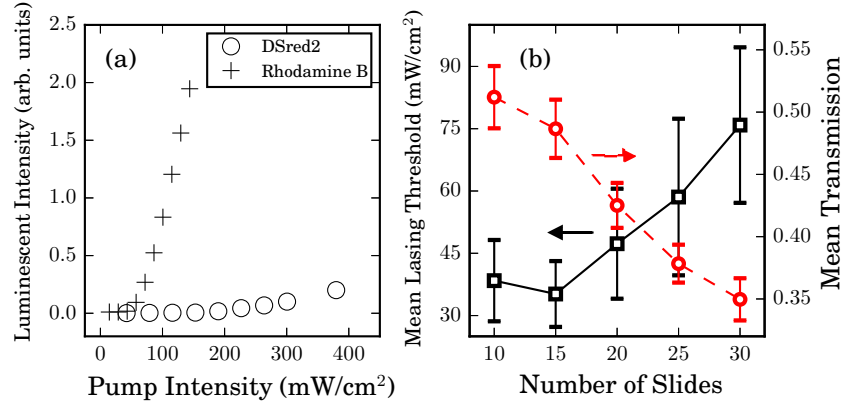 (a)
DSred2
Rhodamine B
Luminescent Intensity (arb. units)
2.5
2.0
1.5
1.0
0.5
0.0
0
100
200
300
400
Pump Intensity (mW/cm²)
(b)
Mean Lasing Threshold (mW/cm²)
90
75
60
45
30
10
15
20
25
30
Number of Slides
0.55
0.50
0.45
0.40
0.35
Mean Transmission